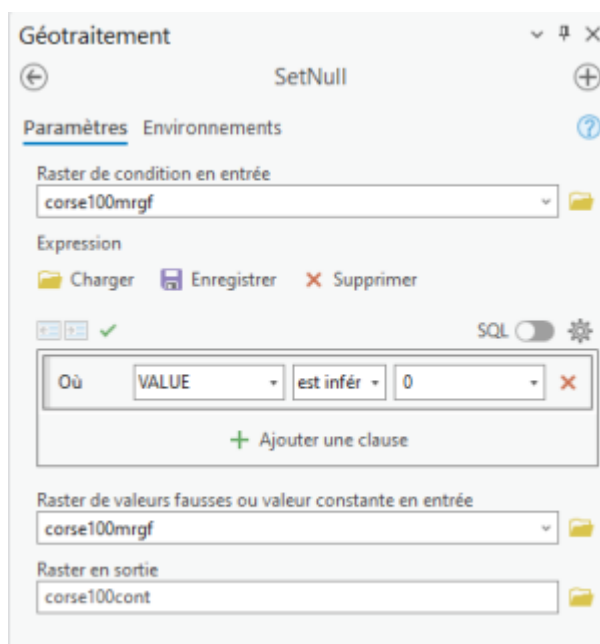 Géotraitement
SetNull
Paramètres Environnements
Raster de condition en entrée
corse100mrgf
Expression
Charger Enregistrer Supprimer
SQL
Où VALUE est infér 0
Ajouter une clause
Raster de valeurs fausses ou valeur constante en entrée
corse100mrgf
Raster en sortie
corse100cont